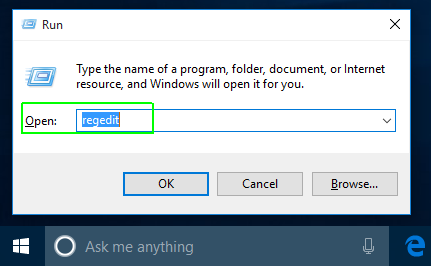 Run
Type the name of a program, folder, document, or Internet
resource, and Windows will open it for you.
Open: regedit
OK Cancel Browse...
Ask me anything